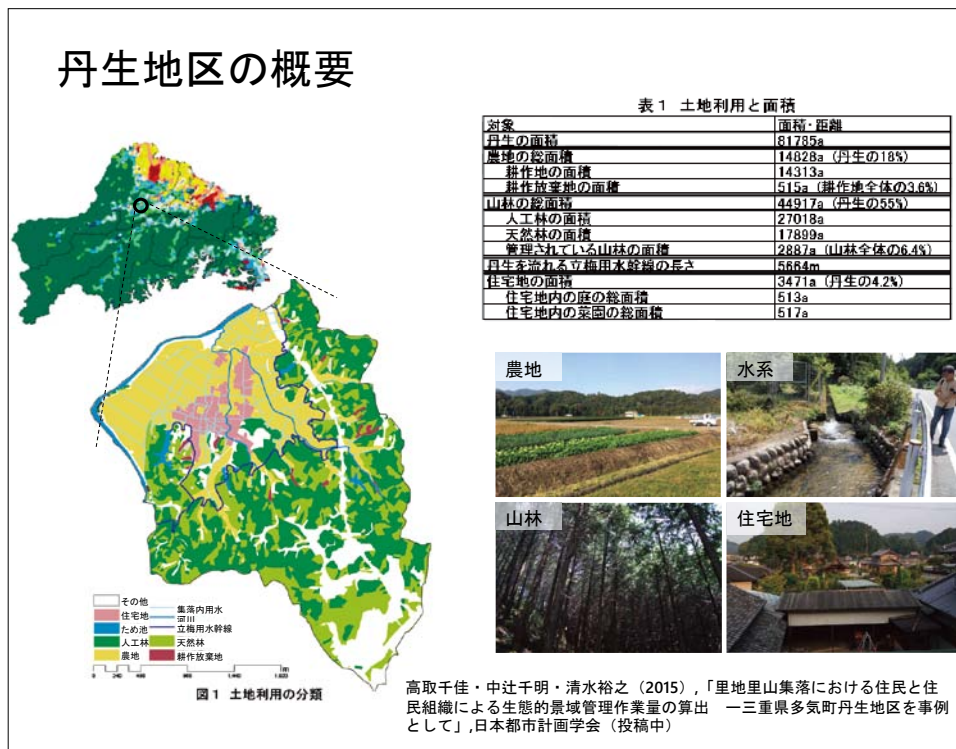 丹生地区の概要
表１ 土地利用と面積
対象 面積・距離
丹生の面積 81785a
農地の総面積 14828a（丹生の18%）
耕作地の面積 14313a
耕作放棄地の面積 515a（耕作地全体の3.6%）
山林の総面積 44917a（丹生の55%）
人工林の面積 27018a
天然林の面積 17899a
管理されている山林の面積 2887a（山林全体の6.4%）
丹生を流れる立梅用水幹線の長さ 5664m
住宅地の面積 3471a（丹生の4.2%）
住宅地内の庭の総面積 513a
住宅地内の菜園の総面積 517a
農地
水系
山林
住宅地
その他 集落内用水
住宅地 河川
ため池 立梅用水幹線
人工林 天然林
農地 耕作放棄地
m
0 240 480 960
図１ 土地利用の分類
高取千佳・中辻千明・清水裕之（2015）,「里地里山集落における住民と住
民組織による生態的景域管理作業量の算出 ―三重県多気町丹生地区を事例
として」,日本都市計画学会（投稿中）